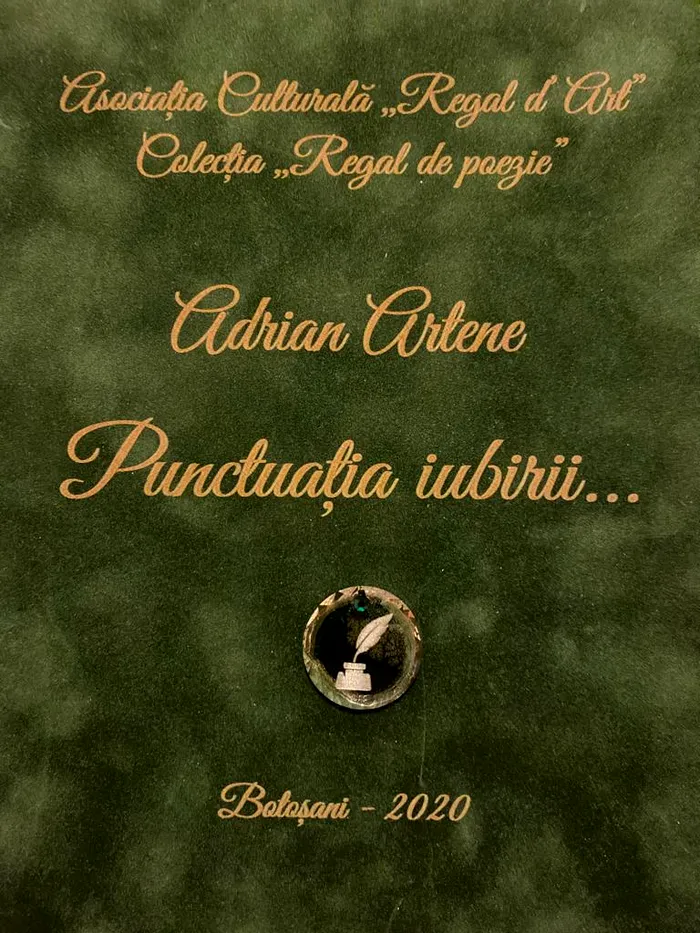 Asociația Culturală „Regal d' Art”
Colecția „Regal de poezie”
Adrian Artene
Punctuația iubirii...
Botoșani - 2020